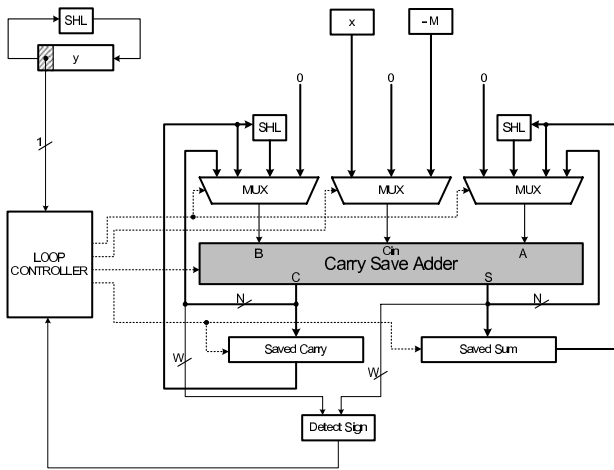 SHL
y
x
-M
0
0
0
SHL
SHL
1
MUX
MUX
MUX
LOOP
CONTROLLER
B
Cin
A
Carry Save Adder
C
S
N
N
Saved Carry
Saved Sum
W
W
Detect Sign